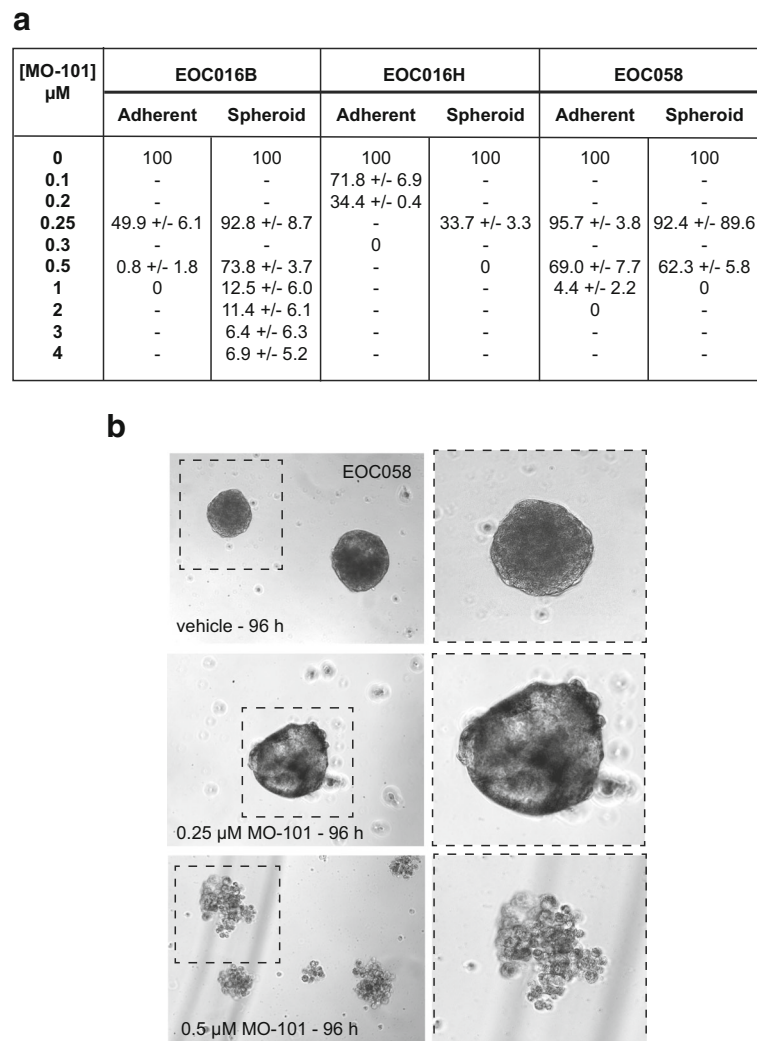 a
[MO-101] µM EOC016B EOC016H EOC058
Adherent Spheroid Adherent Spheroid Adherent Spheroid
0 100 100 100 100 100 100
0.1 - - 71.8 +/- 6.9 - - -
0.2 - - 34.4 +/- 0.4 - - -
0.25 49.9 +/- 6.1 92.8 +/- 8.7 - 33.7 +/- 3.3 95.7 +/- 3.8 92.4 +/- 89.6
0.3 - - 0 - - -
0.5 0.8 +/- 1.8 73.8 +/- 3.7 - 0 69.0 +/- 7.7 62.3 +/- 5.8
1 0 12.5 +/- 6.0 - - 4.4 +/- 2.2 0
2 - 11.4 +/- 6.1 - - 0 -
3 - 6.4 +/- 6.3 - - - -
4 - 6.9 +/- 5.2 - - - -
b
EOC058
vehicle - 96 h
0.25 µM MO-101 - 96 h
0.5 µM MO-101 - 96 h